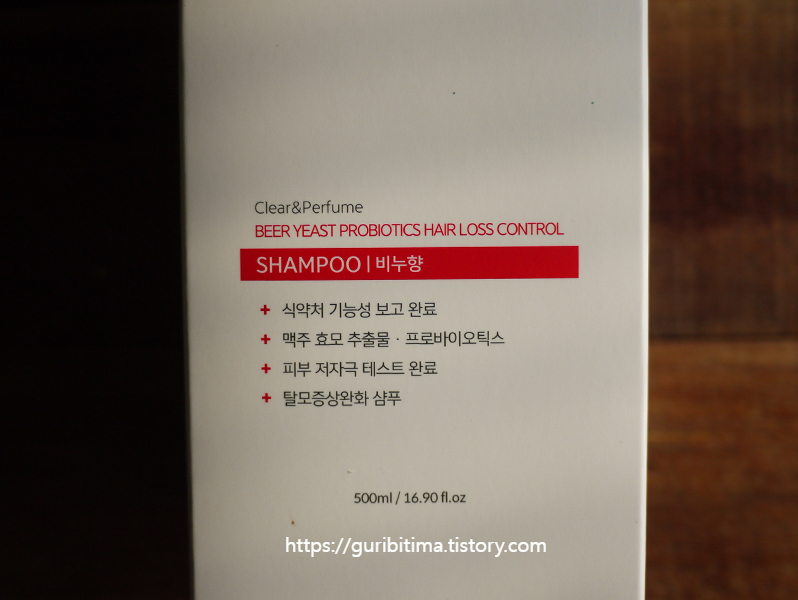 Clear&Perfume
BEER YEAST PROBIOTICS HAIR LOSS CONTROL
SHAMPOO | 비누향
+ 식약처 기능성 보고 완료
+ 맥주 효모 추출물 · 프로바이오틱스
+ 피부 저자극 테스트 완료
+ 탈모증상완화 샴푸
500ml / 16.90 fl.oz
https://guribitima.tistory.com